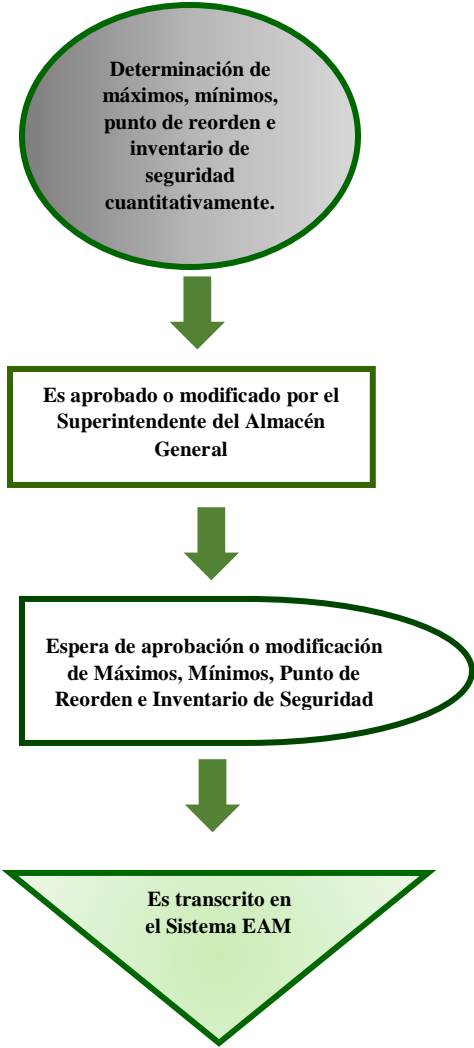 Determinación de
máximos, mínimos,
punto de reorden e
inventario de
seguridad
cuantitativamente.
Es aprobado o modificado por el
Superintendente del Almacén
General
Espera de aprobación o modificación
de Máximos, Mínimos, Punto de
Reorden e Inventario de Seguridad
Es transcrito en
el Sistema EAM